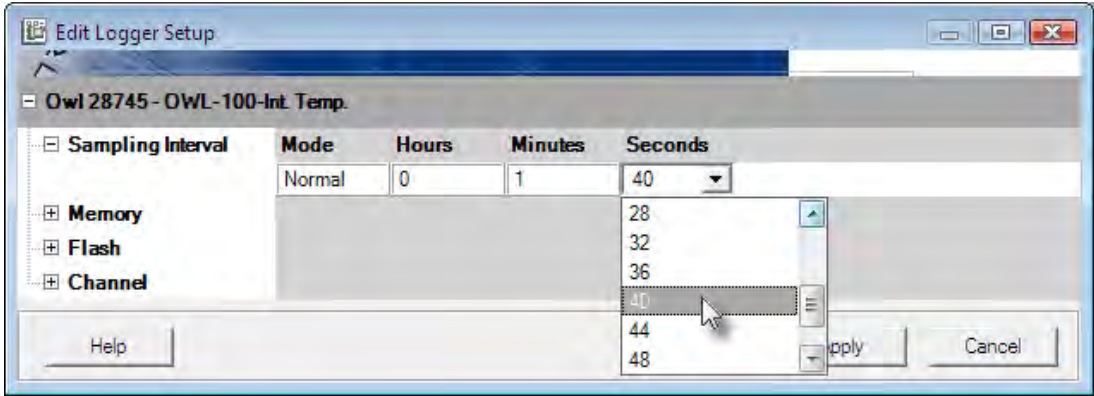 Edit Logger Setup
Owl 28745 - OWL-100-Int. Temp.
Sampling Interval Mode Hours Minutes Seconds
Normal 0 1 40
28
Memory
32
Flash
36
Channel
40
44
Help pply Cancel
48